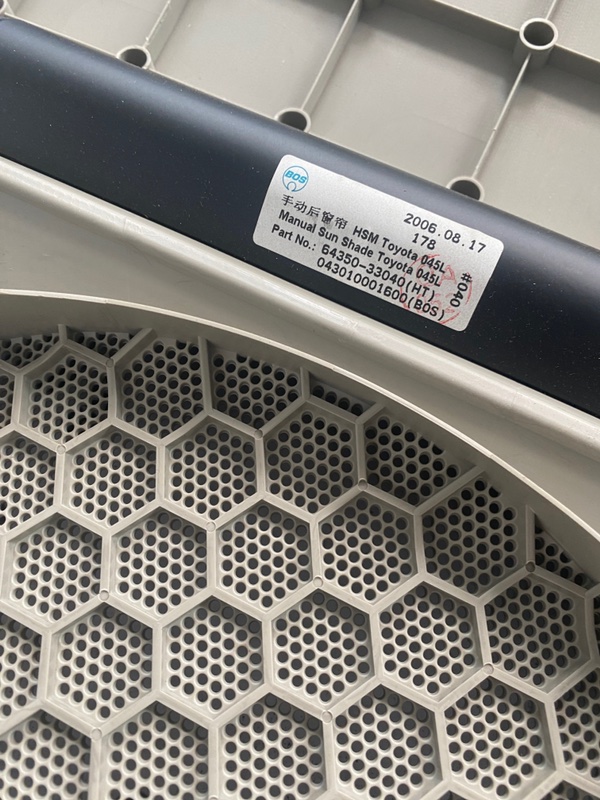 BOS
2006.08.17
178
手动后窗帘 HSM Toyota 045L
Manual Sun Shade Toyota 045L
Part No.: 64350-33040(HT)
043010001600(BOS)
#040